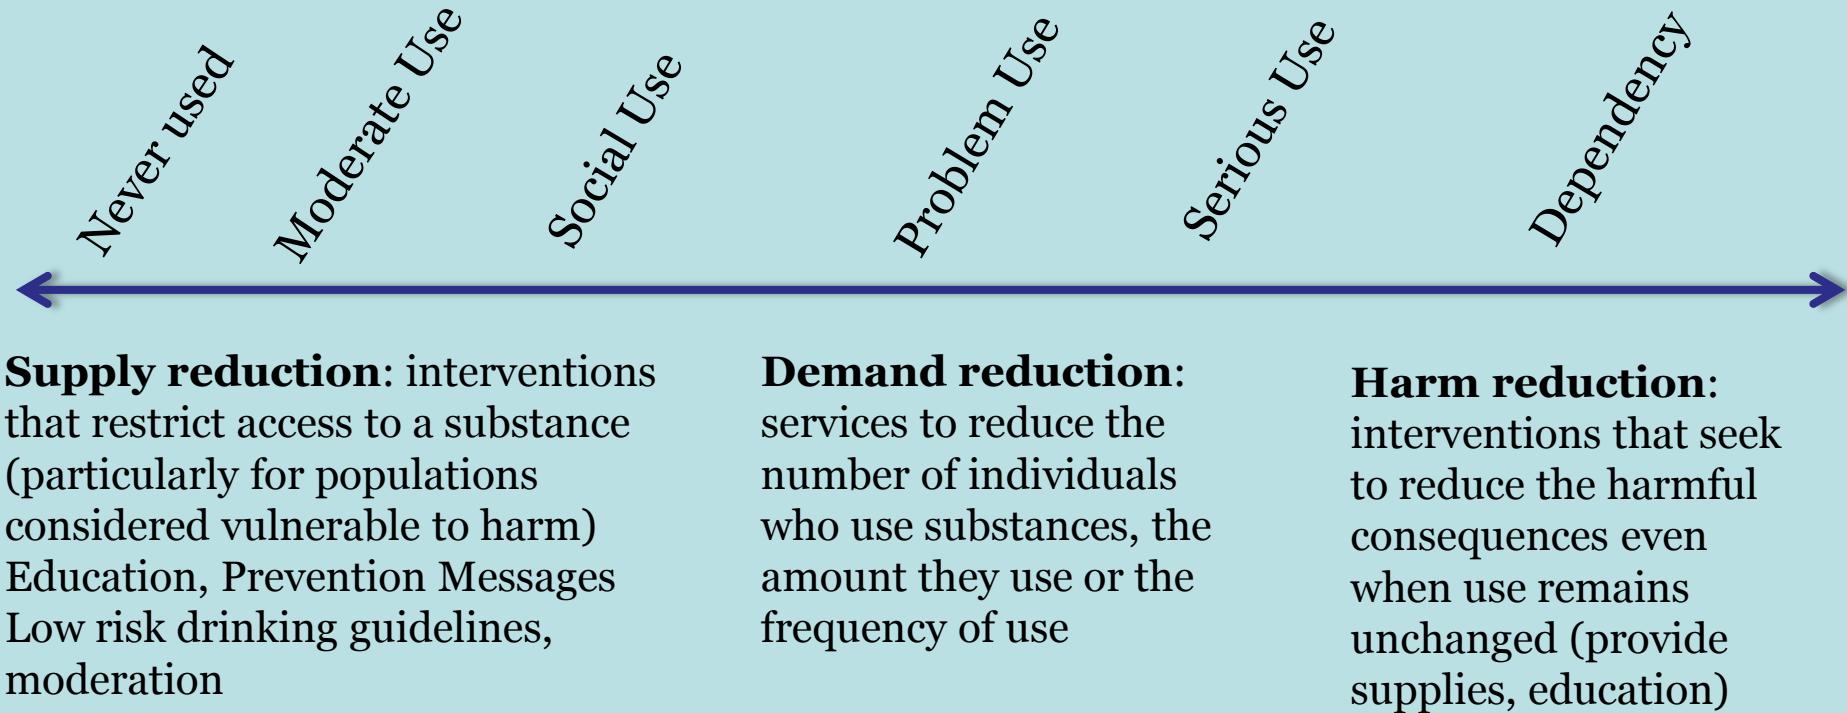 Never used
Moderate Use
Social Use
Problem Use
Serious Use
Dependency
Supply reduction: interventions
that restrict access to a substance
(particularly for populations
considered vulnerable to harm)
Education, Prevention Messages
Low risk drinking guidelines,
moderation
Demand reduction:
services to reduce the
number of individuals
who use substances, the
amount they use or the
frequency of use
Harm reduction:
interventions that seek
to reduce the harmful
consequences even
when use remains
unchanged (provide
supplies, education)